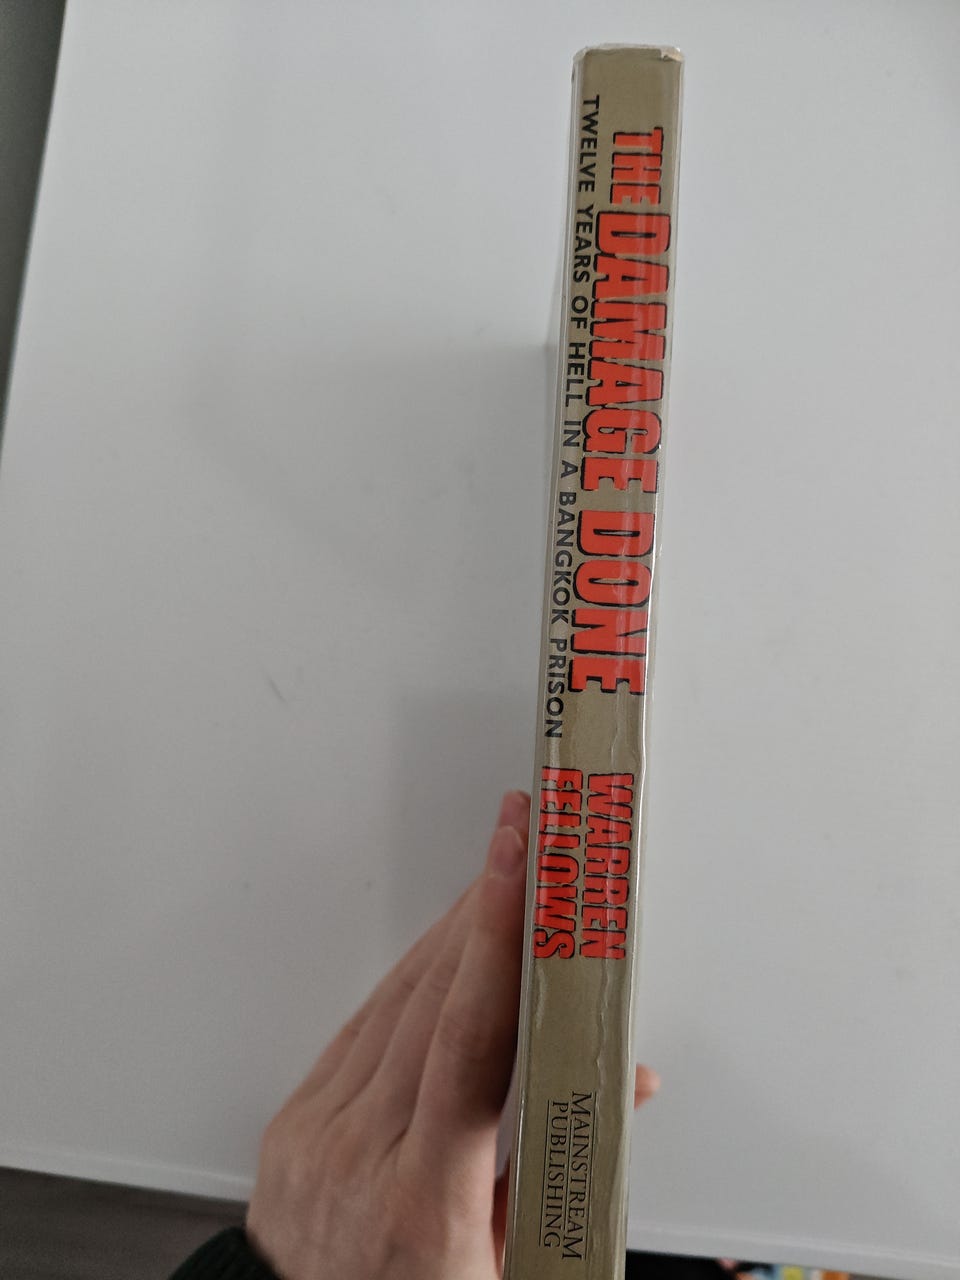 THE DAMAGE DONE
TWELVE YEARS OF HELL IN A BANGKOK PRISON
WARREN
FELLOWS
MAINSTREAM
PUBLISHING